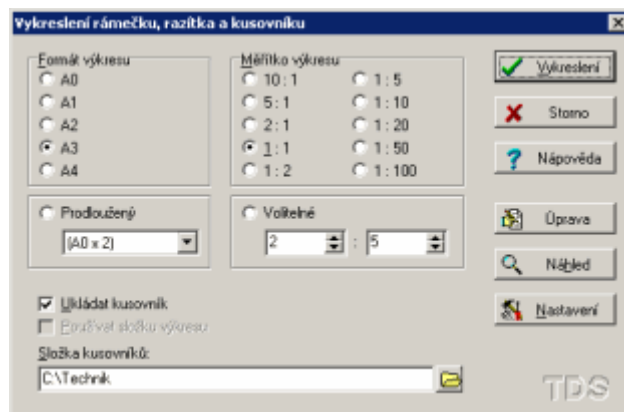 Vykreslení rámečku, razítka a kusovníku
Formát výkresu
A0
A1
A2
A3
A4
Měřítko výkresu
10 : 1
5 : 1
2 : 1
1 : 1
1 : 2
1 : 5
1 : 10
1 : 20
1 : 50
1 : 100
Prodloužený
(A0 x 2)
Volitelné
2 : 5
Ukládat kusovník
Používat složku výkresu
Složka kusovníků:
C:\Technik
Vykreslení
Storno
Nápověda
Úprava
Náhled
Nastavení
TDS